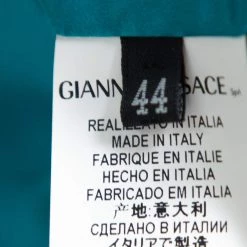 GIANN SACE
44
REALIZZATO IN ITALIA
MADE IN ITALY
FABRIQUE EN ITALIE
HECHO EN ITALIA
FABRICADO EM ITALIA
产地:意大利
СДЕЛАНО В ИТАЛИИ
イタリアで製造